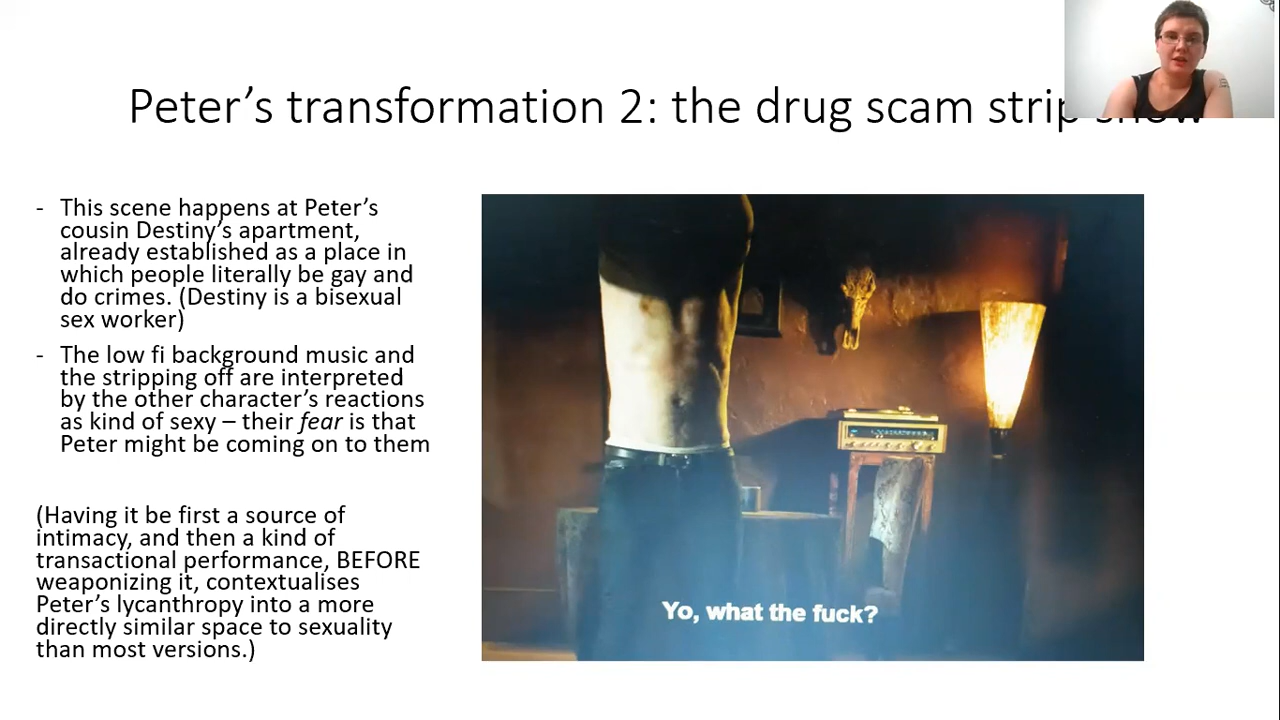 Peter's transformation 2: the drug scam strip show
- This scene happens at Peter's
cousin Destiny's apartment,
already established as a place in
which people literally be gay and
do crimes. (Destiny is a bisexual
sex worker)
- The low fi background music and
the stripping off are interpreted
by the other character's reactions
as kind of sexy – their fear is that
Peter might be coming on to them
(Having it be first a source of
intimacy, and then a kind of
transactional performance, BEFORE
weaponizing it, contextualises
Peter's lycanthropy into a more
directly similar space to sexuality
than most versions.)
Yo, what the fuck?